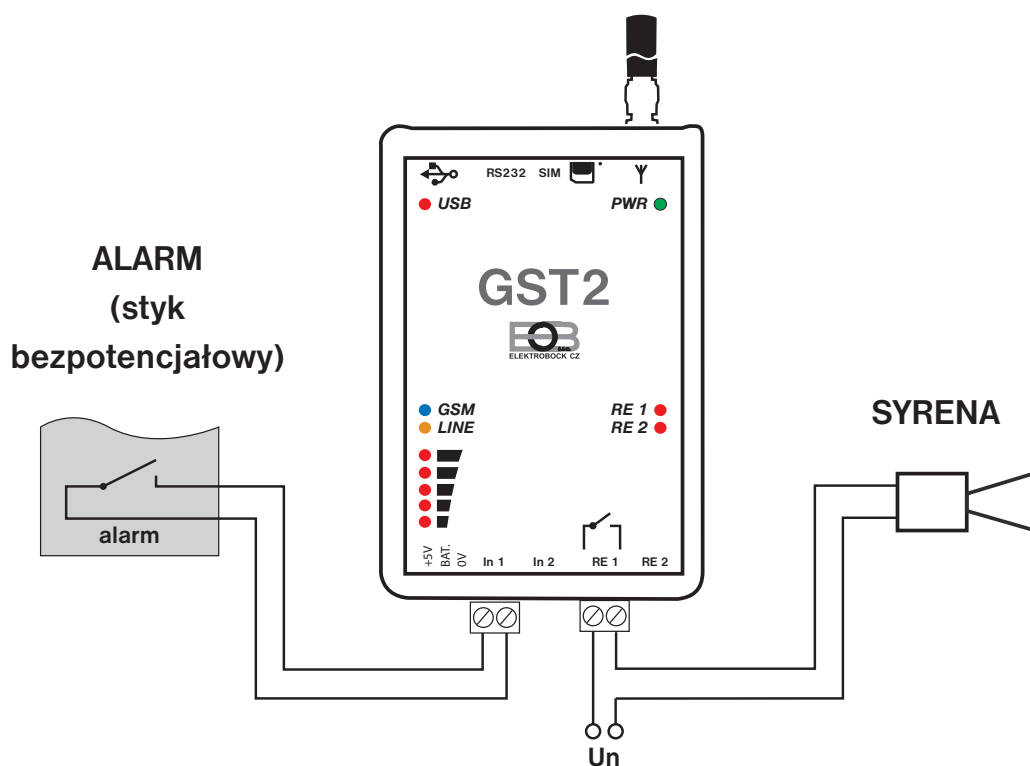 RS232 SIM
USB
PWR
GST2
ELEKTROBOCK CZ
ALARM
(styk
bezpotencjałowy)
alarm
GSM
LINE
RE 1
RE 2
+5V
BAT.
0V
In 1
In 2
RE 1
RE 2
SYRENA
Un